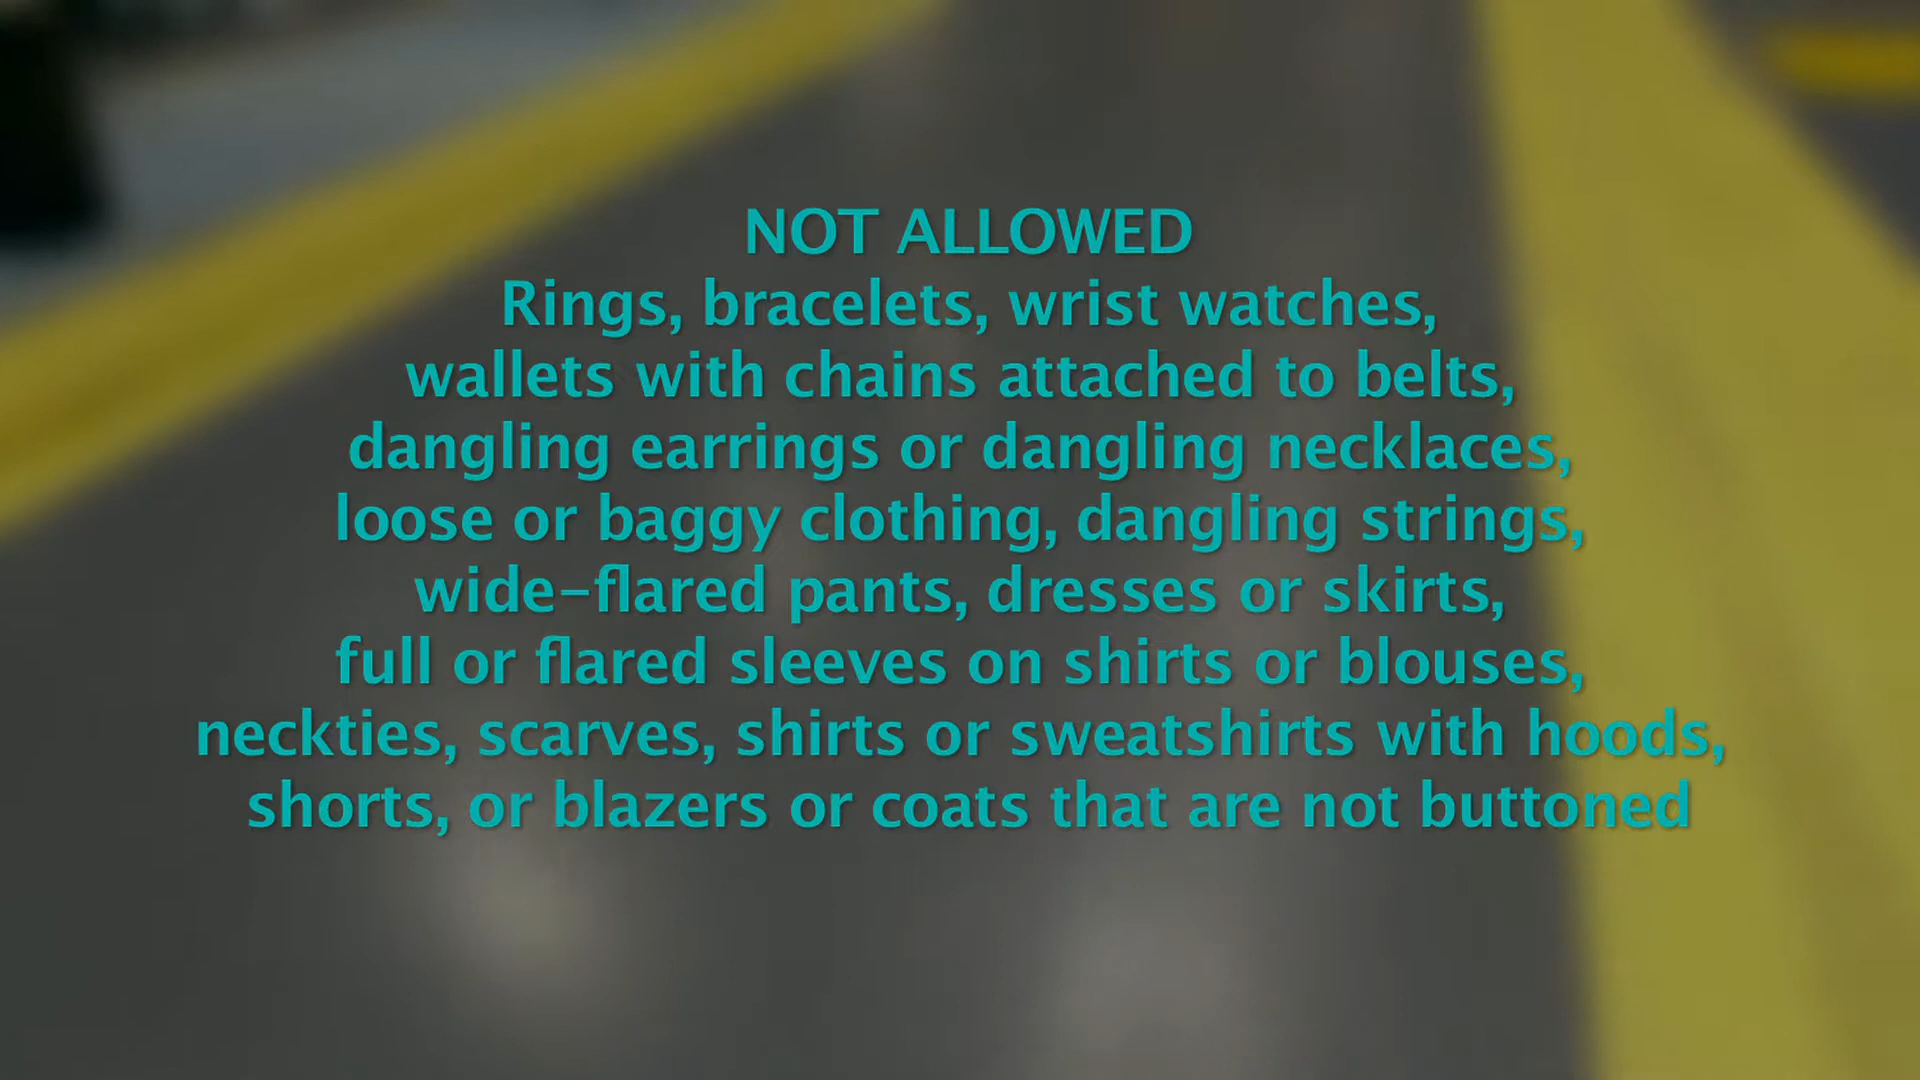 NOT ALLOWED
Rings, bracelets, wrist watches,
wallets with chains attached to belts,
dangling earrings or dangling necklaces,
loose or baggy clothing, dangling strings,
wide-flared pants, dresses or skirts,
full or flared sleeves on shirts or blouses,
neckties, scarves, shirts or sweatshirts with hoods,
shorts, or blazers or coats that are not buttoned